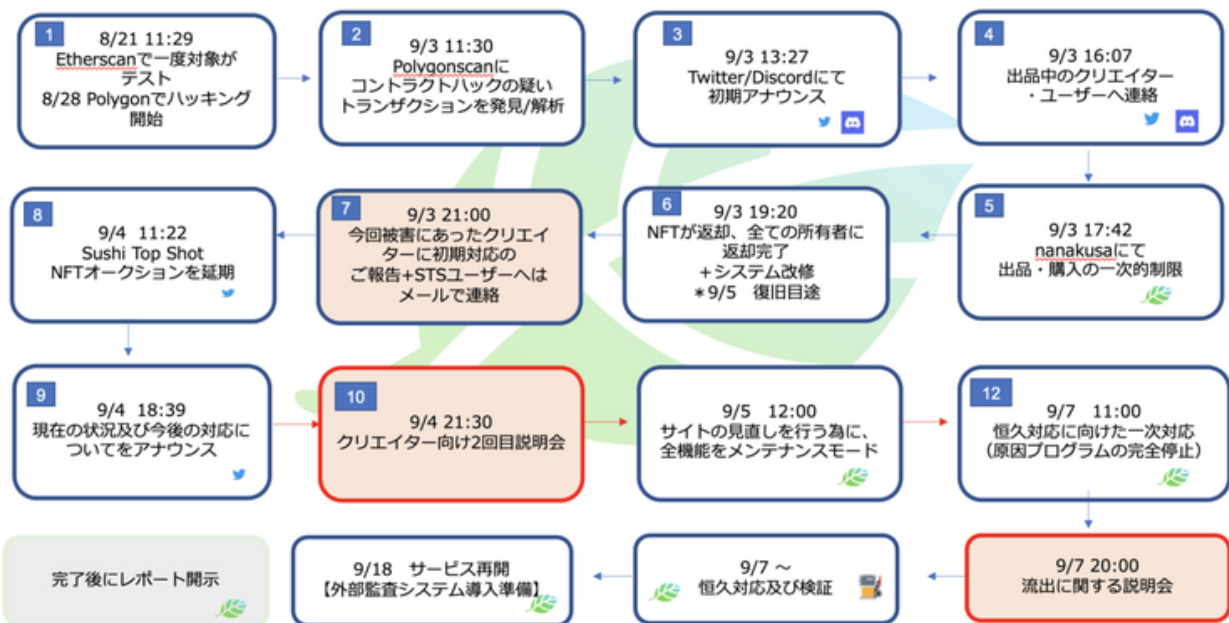 1
8/21 11:29
Etherscanで一度対象が
テスト
8/28 Polygonでハッキング
開始
2
9/3 11:30
Polygonscanに
コントラクトハックの疑い
トランザクションを発見/解析
3
9/3 13:27
Twitter/Discordにて
初期アナウンス
4
9/3 16:07
出品中のクリエイター
・ユーザーへ連絡
5
9/3 17:42
nanakusaにて
出品・購入の一次的制限
6
9/3 19:20
NFTが返却、全ての所有者に
返却完了
+システム改修
*9/5 復旧目途
7
9/3 21:00
今回被害にあったクリエイ
ターに初期対応の
ご報告+STSユーザーへは
メールで連絡
8
9/4 11:22
Sushi Top Shot
NFTオークションを延期
9
9/4 18:39
現在の状況及び今後の対応に
ついてをアナウンス
10
9/4 21:30
クリエイター向け2回目説明会
9/5 12:00
サイトの見直しを行う為に、
全機能をメンテナンスモード
12
9/7 11:00
恒久対応に向けた一次対応
(原因プログラムの完全停止)
9/7 20:00
流出に関する説明会
9/7 ～
恒久対応及び検証
9/18 サービス再開
【外部監査システム導入準備】
完了後にレポート開示